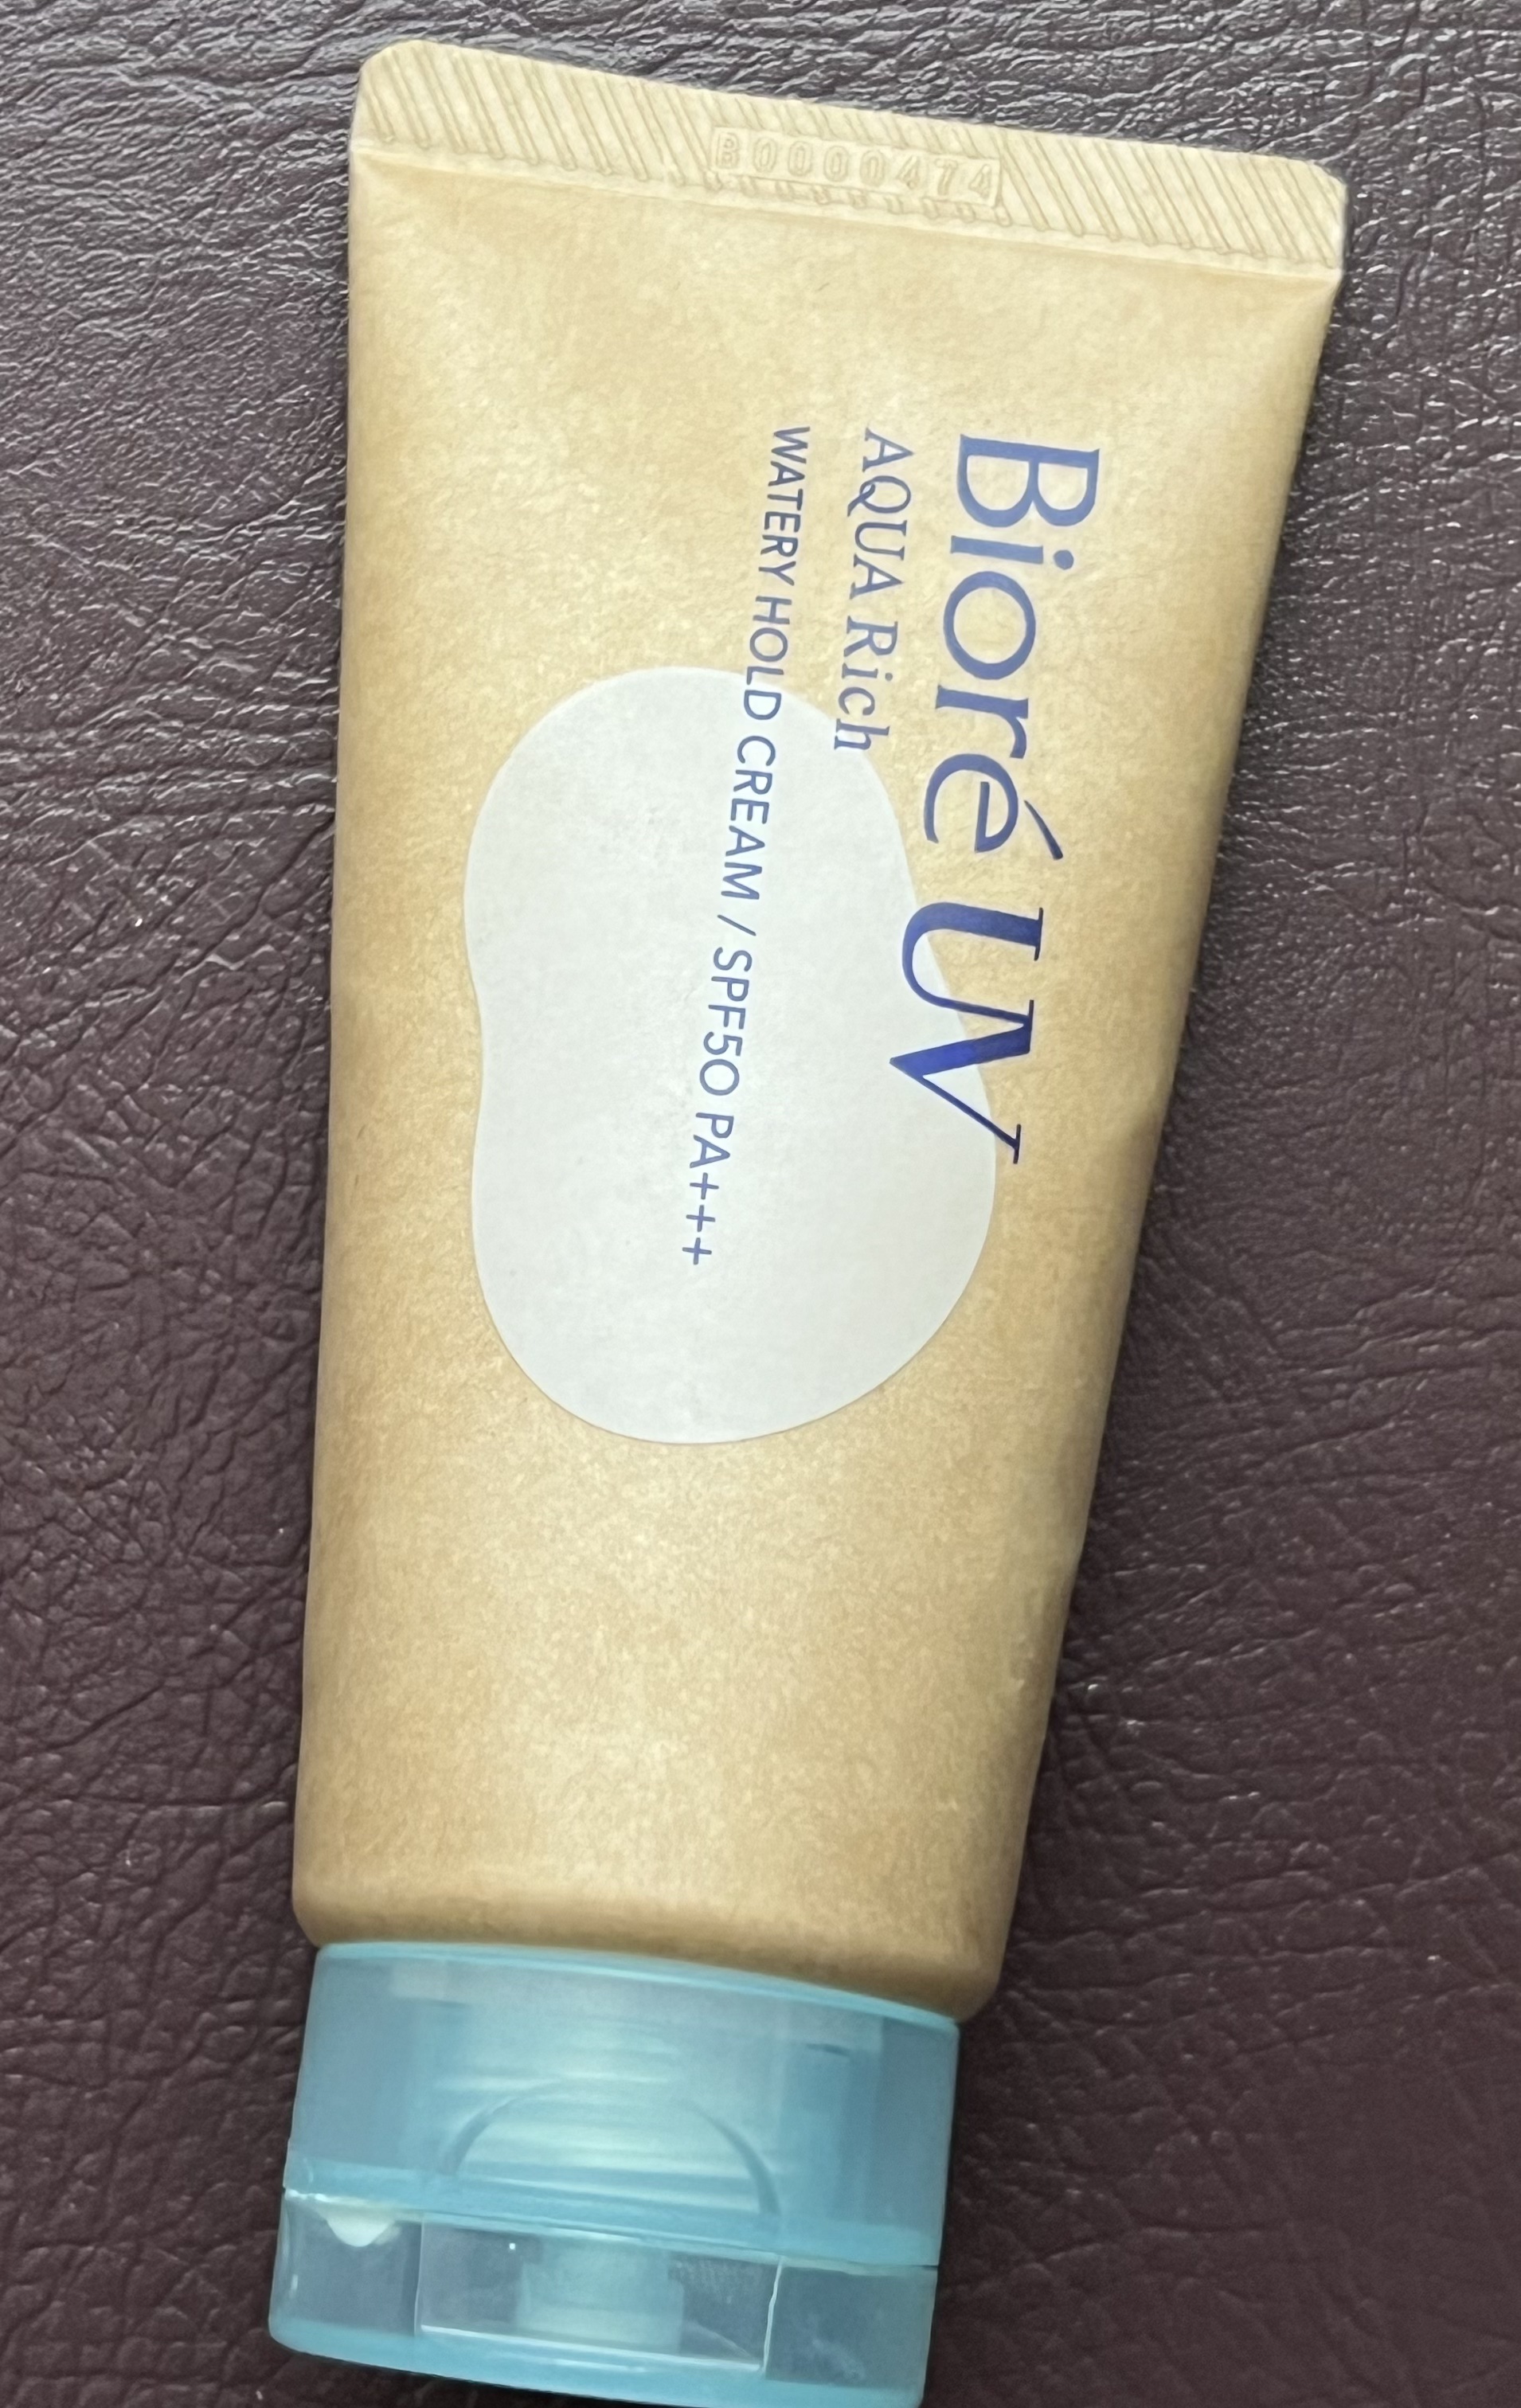 Bioré UV
AQUA Rich
WATERY HOLD CREAM / SPF50 PA+++
B0000474